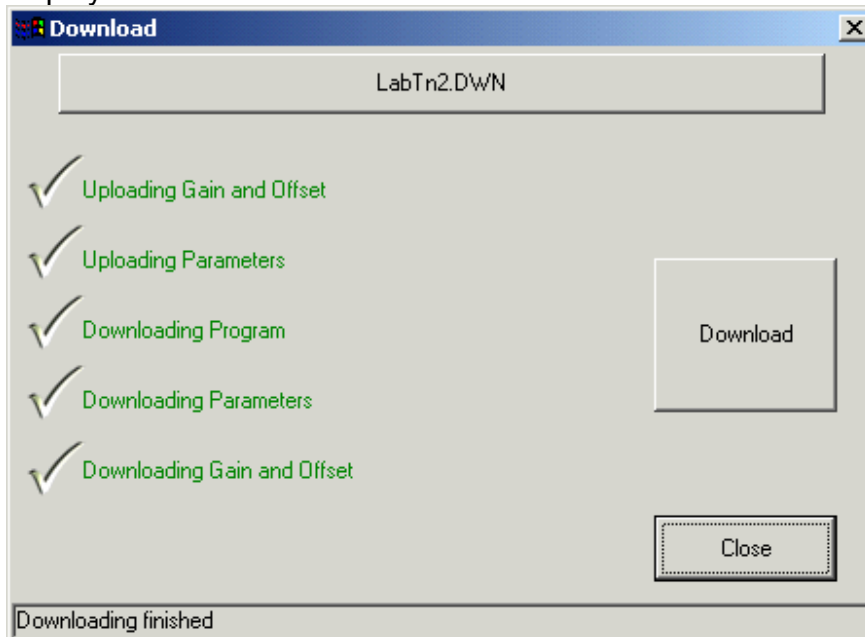 Download
LabTn2.DWN
Uploading Gain and Offset
Uploading Parameters
Downloading Program
Download
Downloading Parameters
Downloading Gain and Offset
Close
Downloading finished